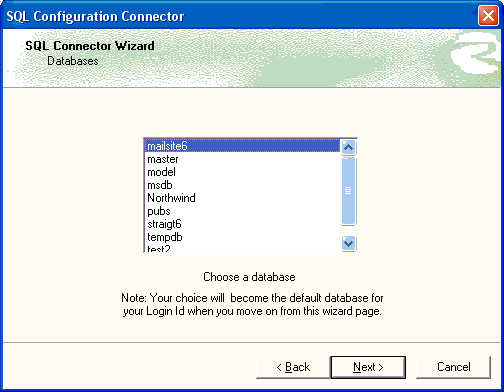 SQL Configuration Connector
SQL Connector Wizard
Databases
mailsite6
master
model
msdb
Northwind
pubs
straigt6
tempdb
test2
Choose a database
Note: Your choice will become the default database for
your Login Id when you move on from this wizard page.
< Back
Next >
Cancel